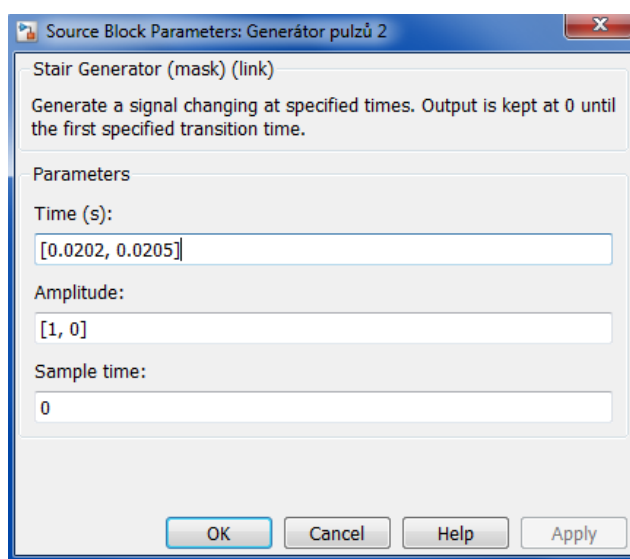 Source Block Parameters: Generátor pulzů 2
Stair Generator (mask) (link)
Generate a signal changing at specified times. Output is kept at 0 until
the first specified transition time.
Parameters
Time (s):
[0.0202, 0.0205]
Amplitude:
[1, 0]
Sample time:
0
OK Cancel Help Apply